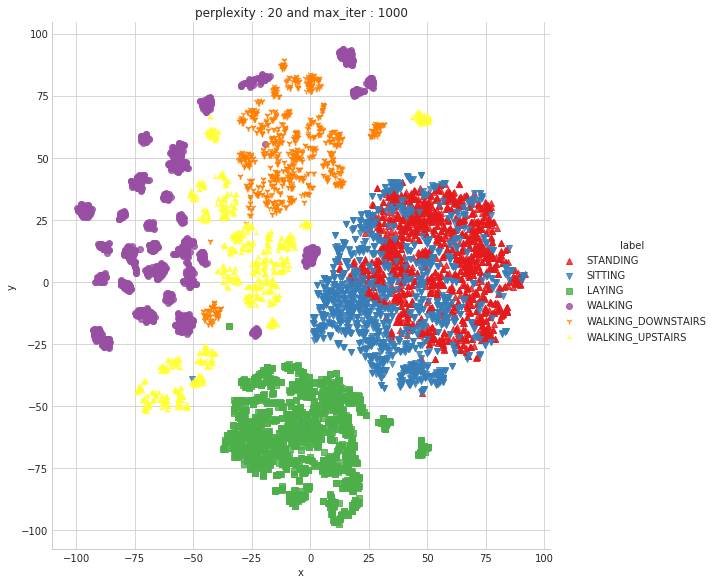 perplexity : 20 and max_iter : 1000
100
75
50
25
0
−25
−50
−75
−100
y
−100
−75
−50
−25
0
25
50
75
100
x
label
STANDING
SITTING
LAYING
WALKING
WALKING_DOWNSTAIRS
WALKING_UPSTAIRS